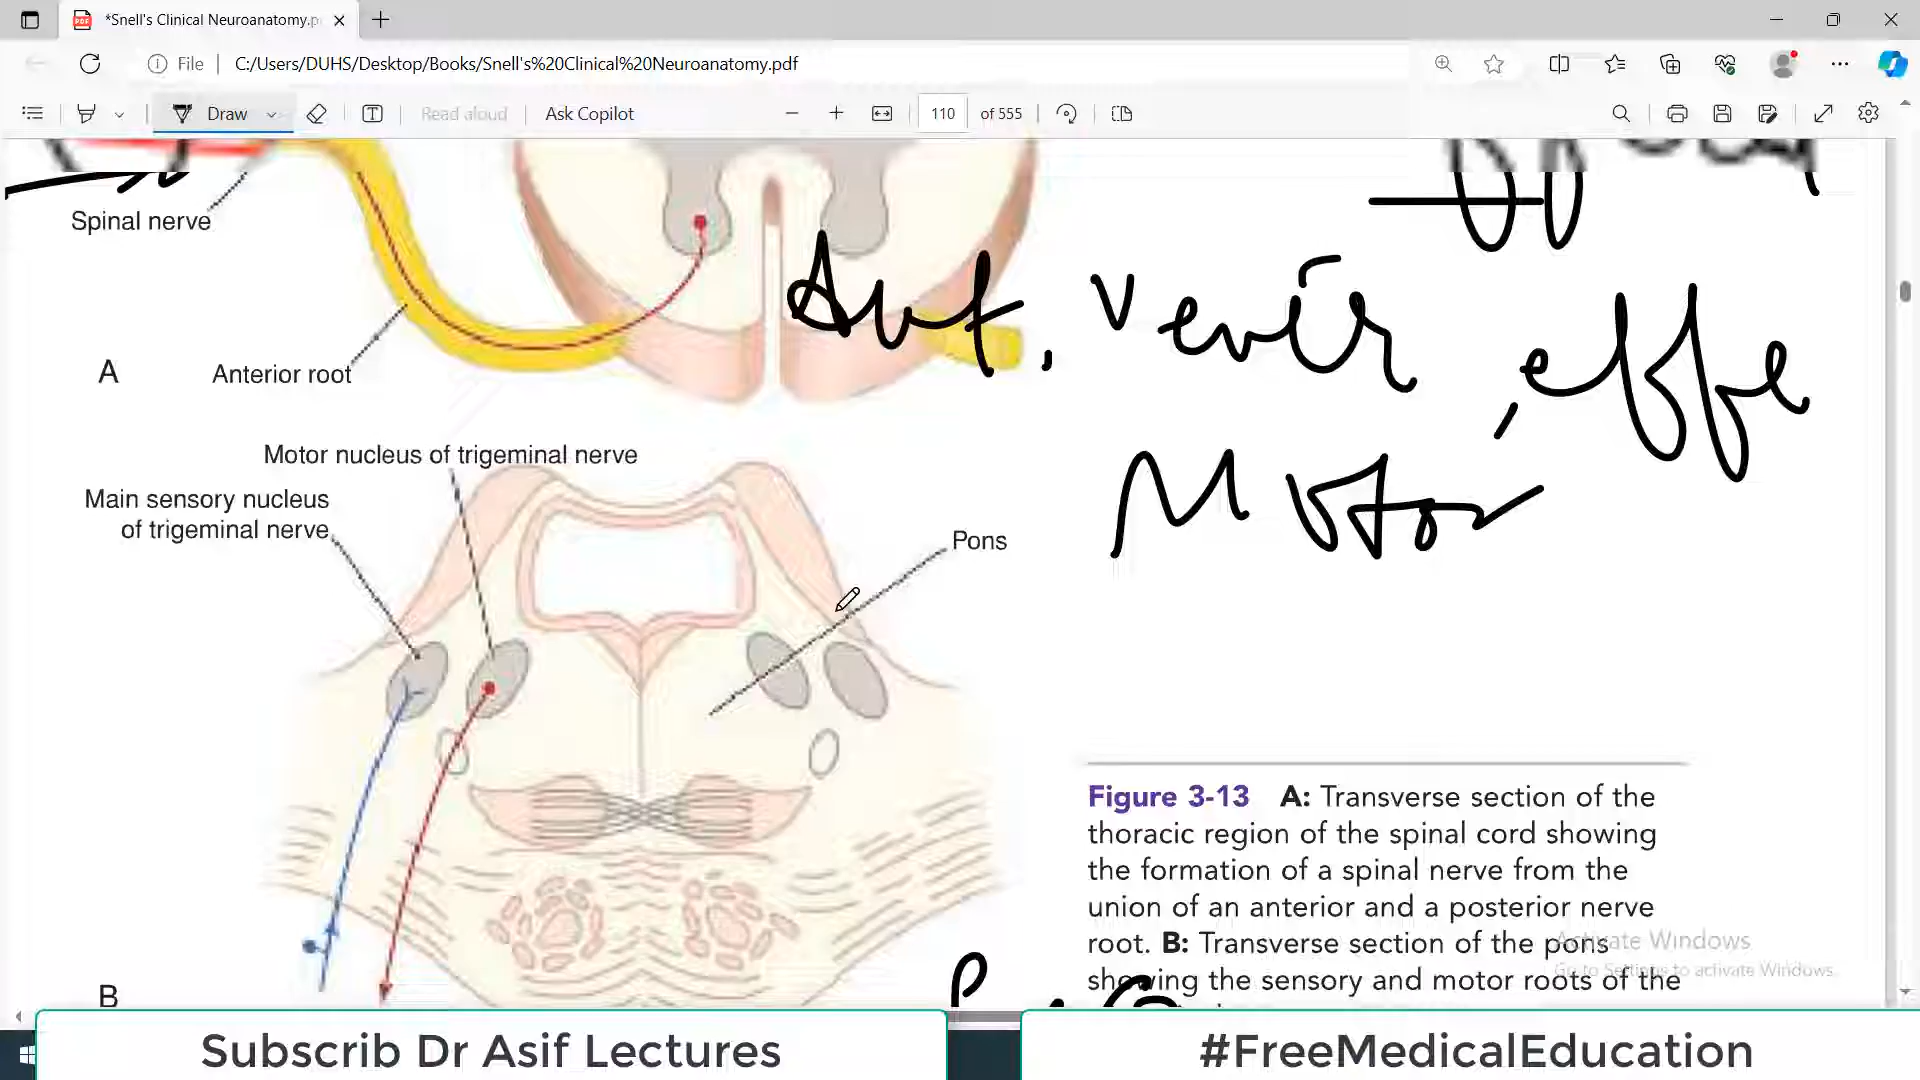 *Snell's Clinical Neuroanatomy.p
File
C:/Users/DUHS/Desktop/Books/Snell's%20Clinical%20Neuroanatomy.pdf
Draw
Read aloud
Ask Copilot
110 of 555
Spinal nerve
A
Anterior root
Motor nucleus of trigeminal nerve
Main sensory nucleus
of trigeminal nerve
Pons
Motor
Figure 3-13 A: Transverse section of the
thoracic region of the spinal cord showing
the formation of a spinal nerve from the
union of an anterior and a posterior nerve
root. B: Transverse section of the pons
showing the sensory and motor roots of the
B
Activate Windows
Go to Settings to activate Windows.
Subscrib Dr Asif Lectures
#FreeMedicalEducation